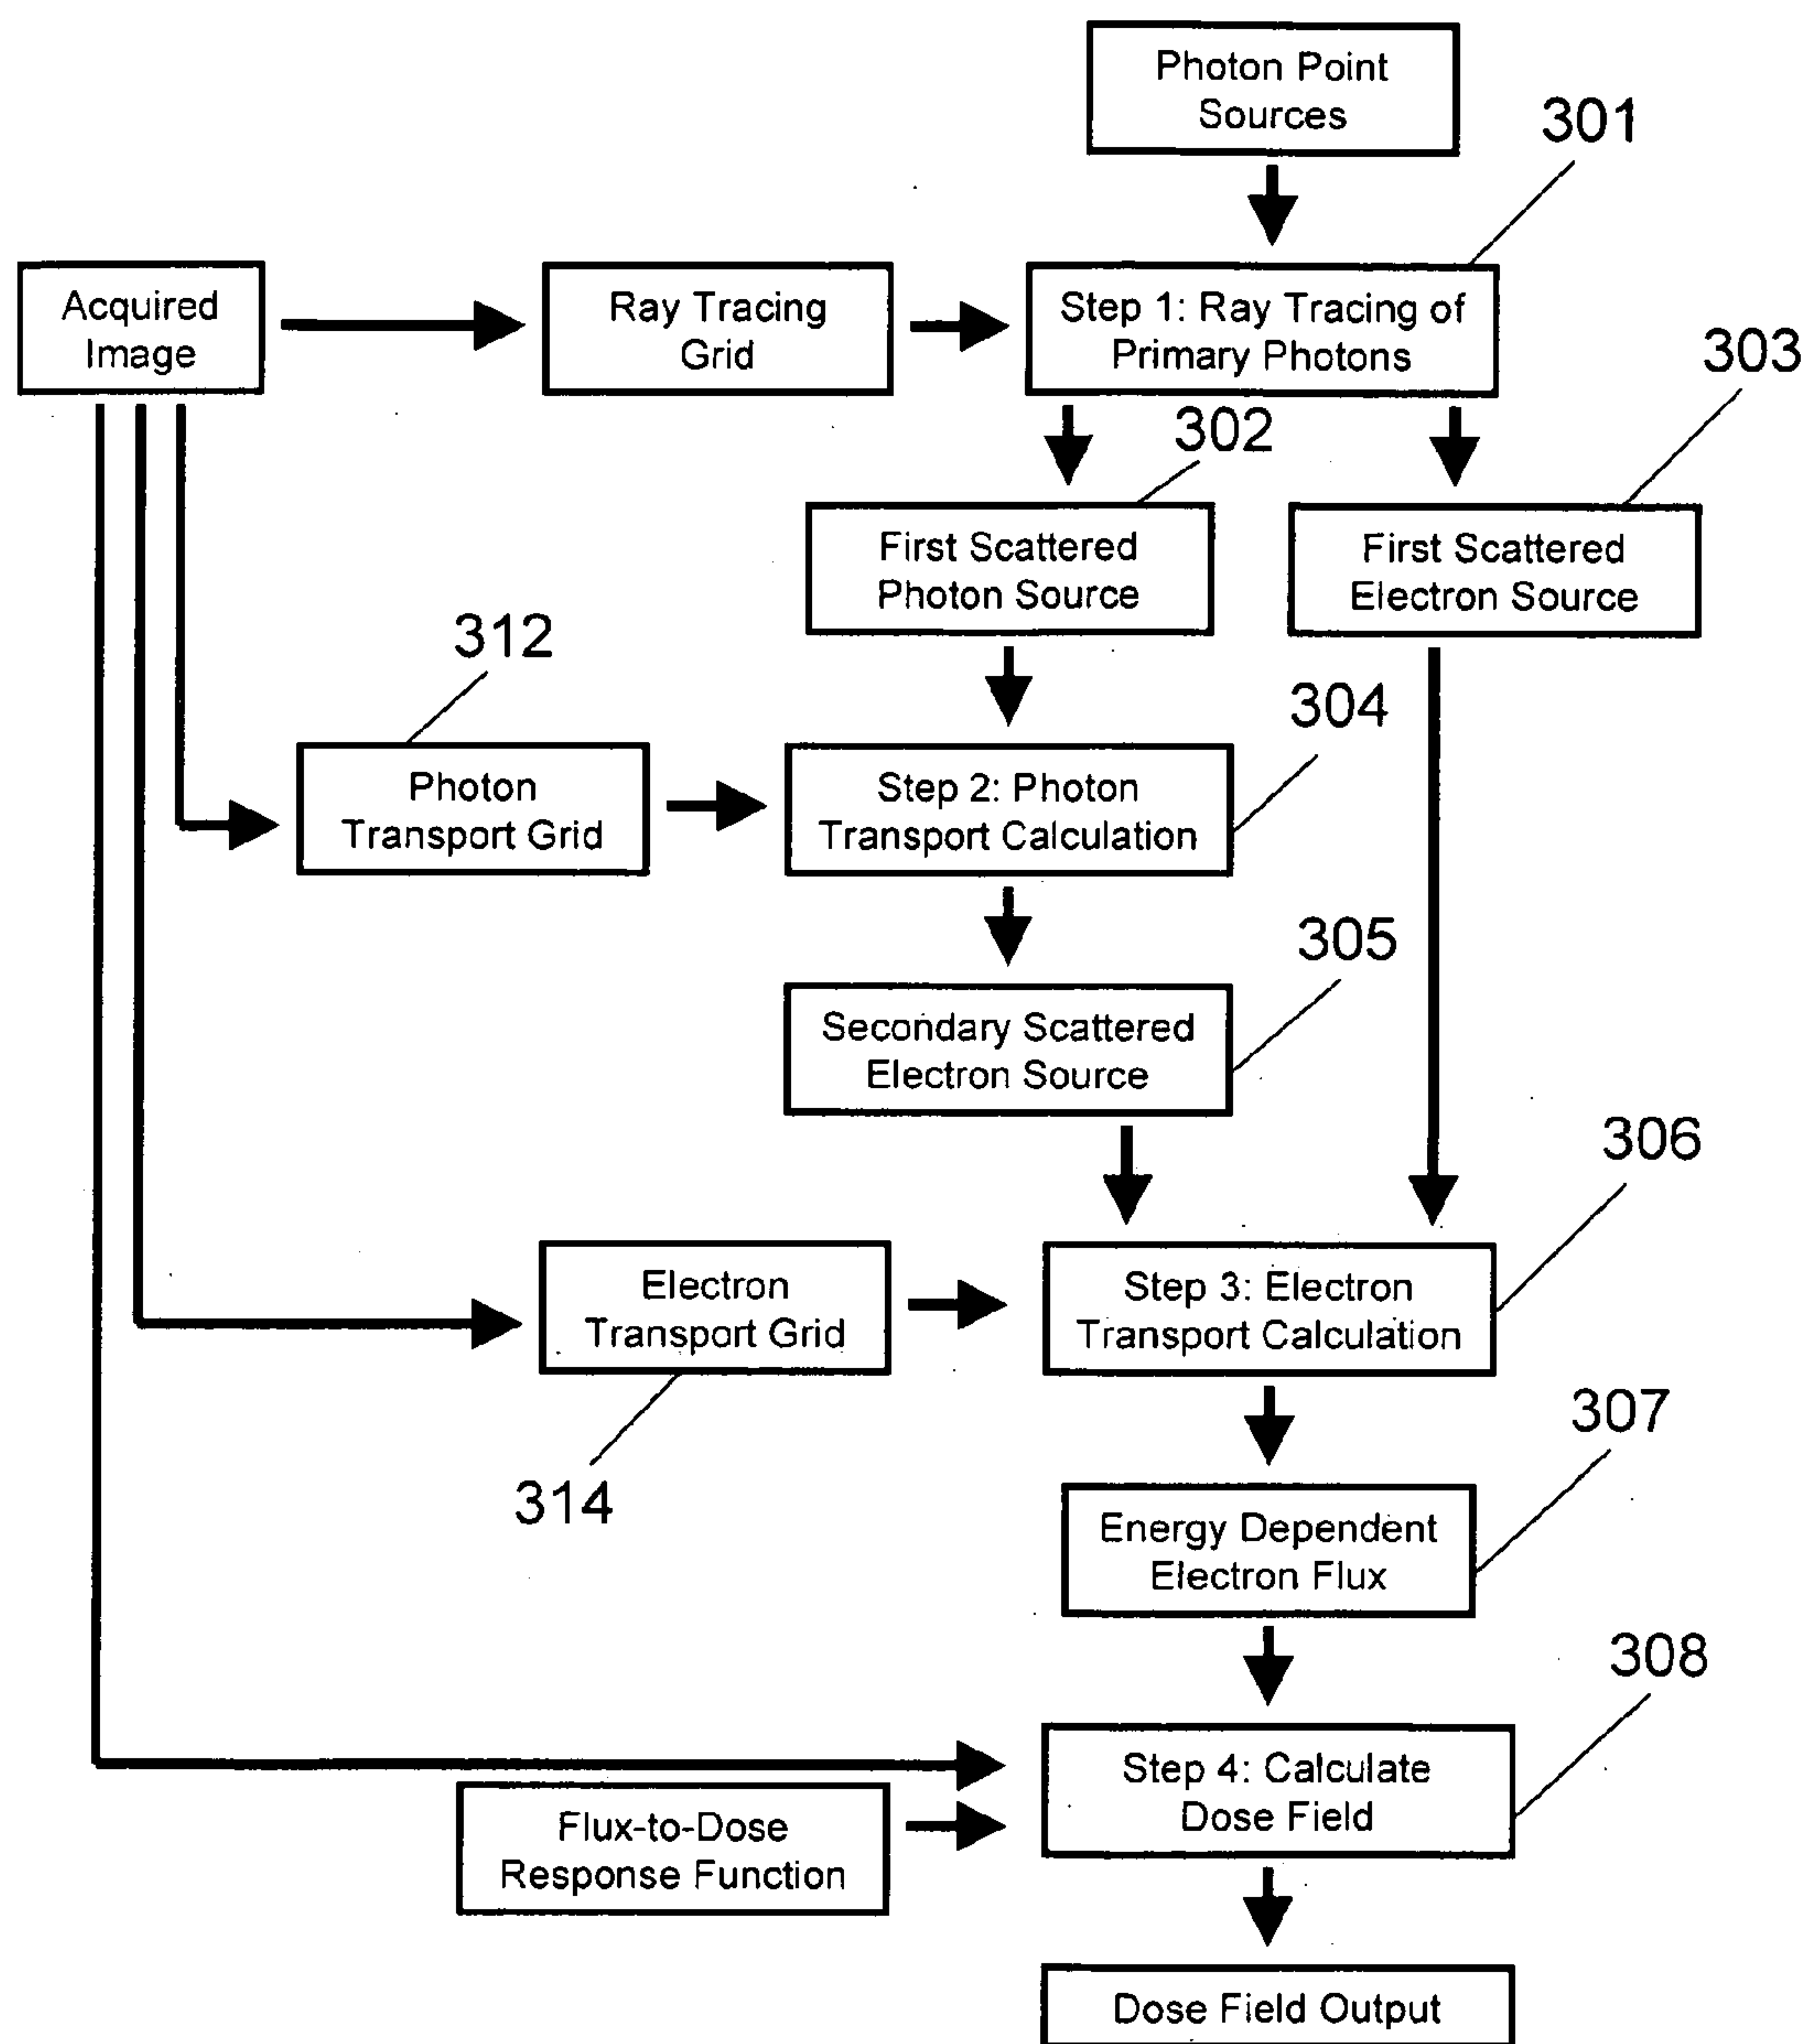 Photon Point
Sources
301
Acquired
Image
Ray Tracing
Grid
Step 1: Ray Tracing of
Primary Photons
303
302
First Scattered
Photon Source
First Scattered
Electron Source
312
304
Photon
Transport Grid
Step 2: Photon
Transport Calculation
305
Secondary Scattered
Electron Source
306
Electron
Transport Grid
Step 3: Electron
Transport Calculation
307
314
Energy Dependent
Electron Flux
308
Step 4: Calculate
Dose Field
Flux-to-Dose
Response Function
Dose Field Output